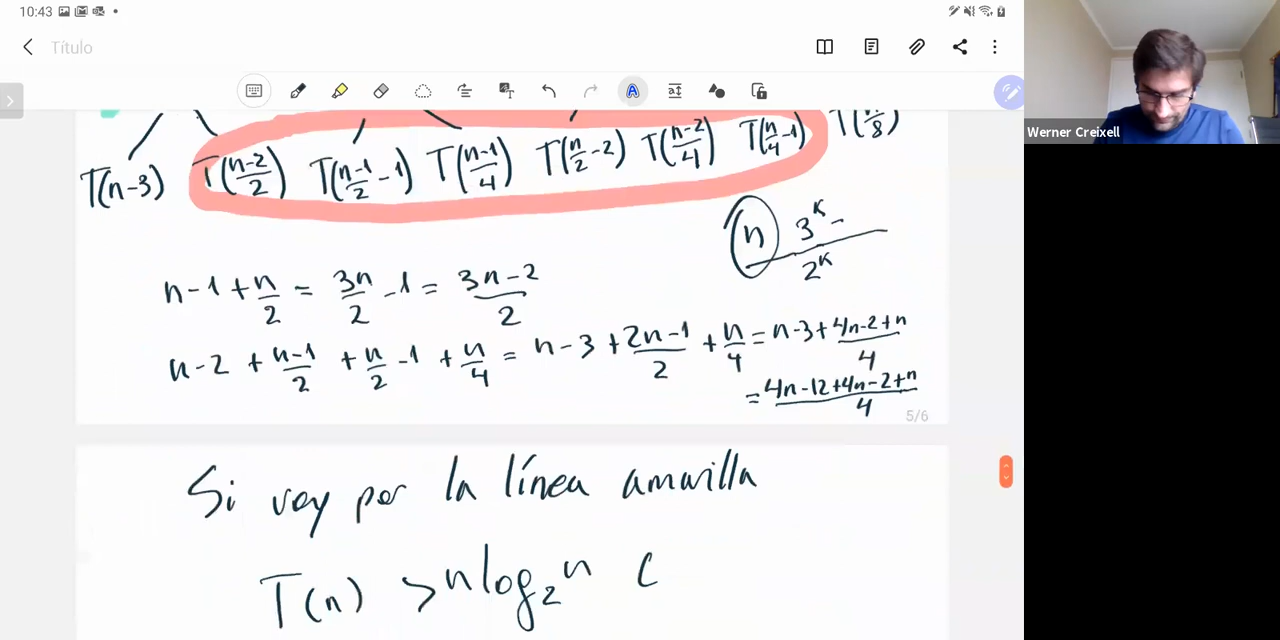 10:43
Título
T(n-3) T(n-2/2) T(n-1/2 - 1) T(n-1/4) T(n/2 - 2) T(n-2/4) T(n/4 - 1) T(n/8)
n 3^k - / 2^k
n-1 + n/2 = 3n/2 - 1 = 3n-2/2
n-2 + n-1/2 + n/2 - 1 + n/4 = n-3 + 2n-1/2 + n/4 = n-3 + 4n-2+n/4
= 4n-12+4n-2+n/4
5/6
Si voy por la línea amarilla
T(n) > n log₂ n (
Werner Creixell